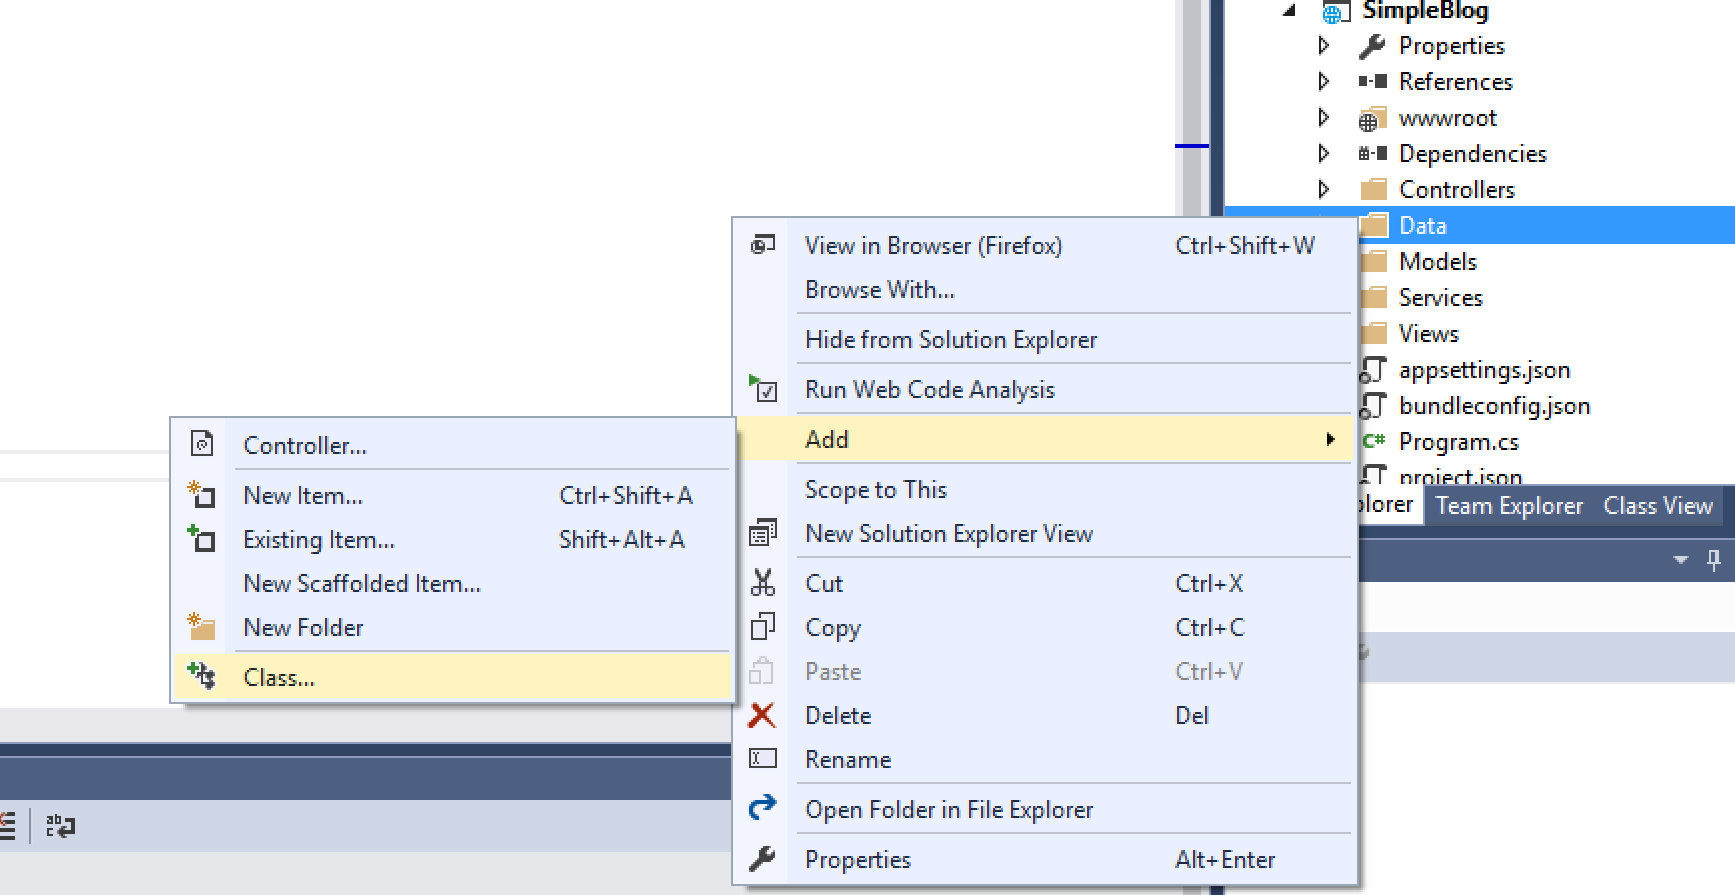 SimpleBlog
Properties
References
wwwroot
Dependencies
Controllers
Data
Models
Services
Views
appsettings.json
bundleconfig.json
C# Program.cs
project.json
plorer Team Explorer Class View
View in Browser (Firefox) Ctrl+Shift+W
Browse With...
Hide from Solution Explorer
Run Web Code Analysis
Add
Scope to This
New Solution Explorer View
Cut Ctrl+X
Copy Ctrl+C
Paste Ctrl+V
Delete Del
Rename
Open Folder in File Explorer
Properties Alt+Enter
Controller...
New Item... Ctrl+Shift+A
Existing Item... Shift+Alt+A
New Scaffolded Item...
New Folder
Class...